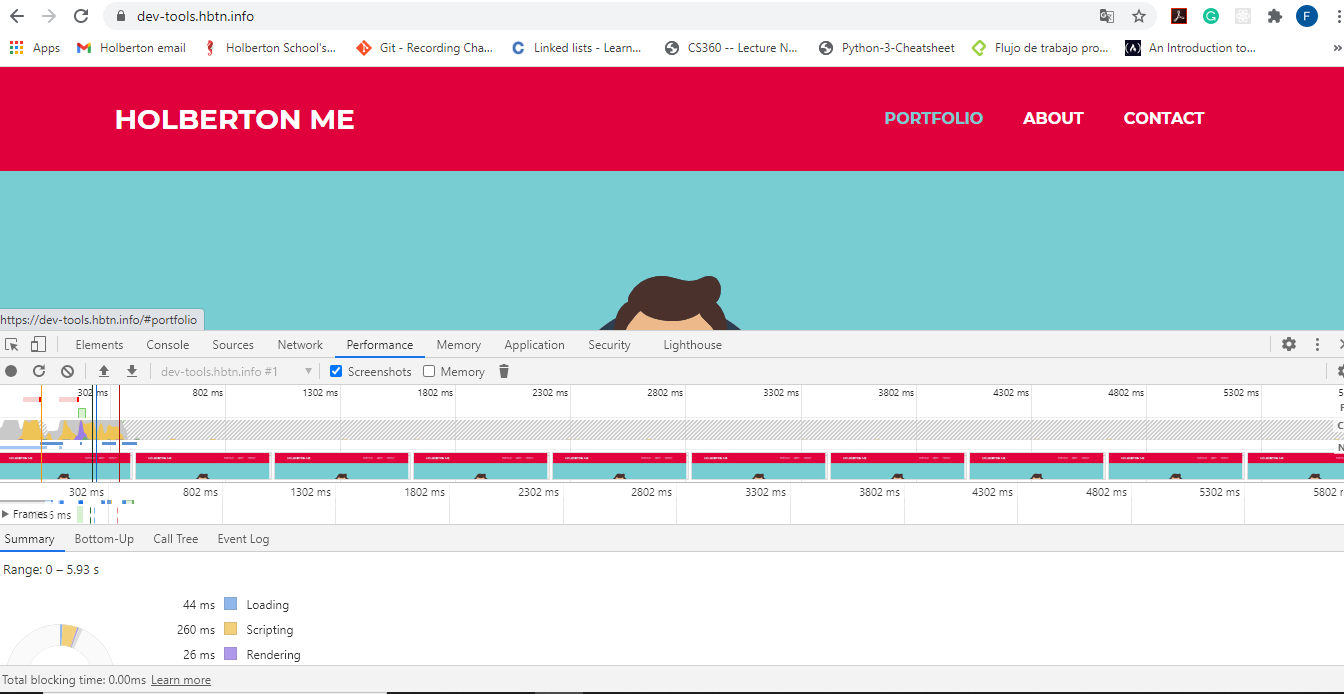 dev-tools.hbtn.info
Apps Holberton email Holberton School's... Git - Recording Cha... Linked lists - Learn... CS360 -- Lecture N... Python-3-Cheatsheet Flujo de trabajo pro... An Introduction to... »
HOLBERTON ME PORTFOLIO ABOUT CONTACT
https://dev-tools.hbtn.info/#portfolio
Elements Console Sources Network Performance Memory Application Security Lighthouse
dev-tools.hbtn.info #1 Screenshots Memory
302 ms 802 ms 1302 ms 1802 ms 2302 ms 2802 ms 3302 ms 3802 ms 4302 ms 4802 ms 5302 ms
302 ms 802 ms 1302 ms 1802 ms 2302 ms 2802 ms 3302 ms 3802 ms 4302 ms 4802 ms 5302 ms 5802
Frames ms
Summary Bottom-Up Call Tree Event Log
Range: 0 – 5.93 s
44 ms Loading
260 ms Scripting
26 ms Rendering
Total blocking time: 0.00ms Learn more